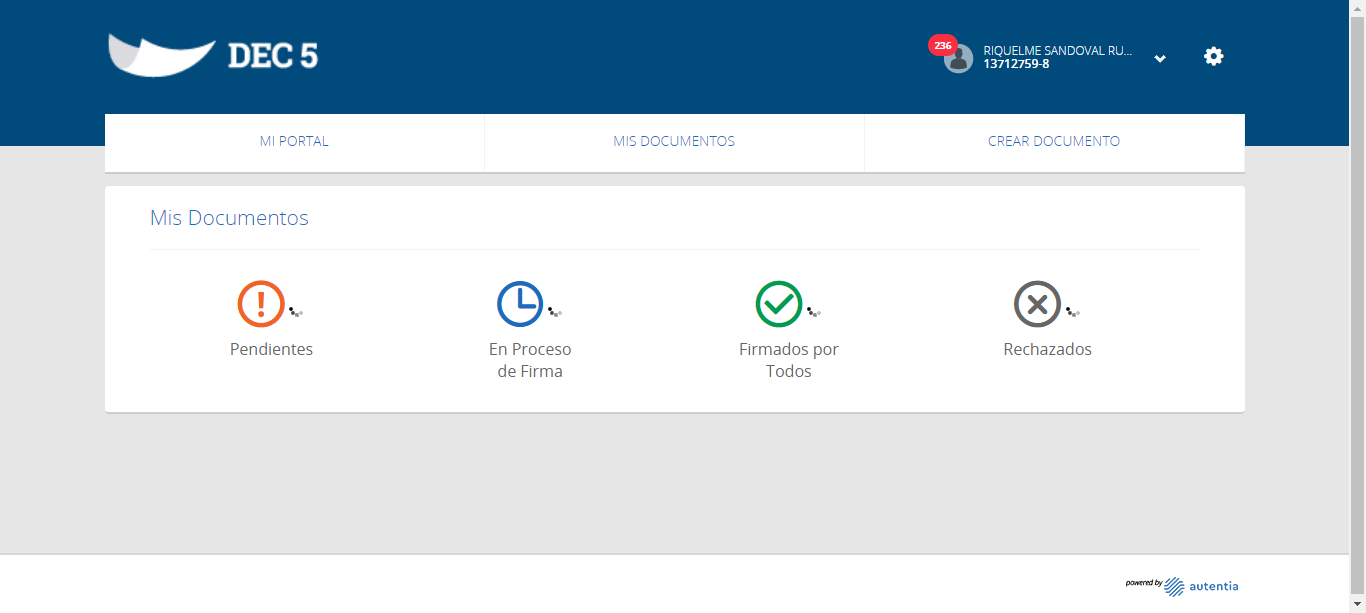 DEC 5
236
RIQUELME SANDOVAL RU...
13712759-8
MI PORTAL
MIS DOCUMENTOS
CREAR DOCUMENTO
Mis Documentos
Pendientes
En Proceso
de Firma
Firmados por
Todos
Rechazados
powered by autentia